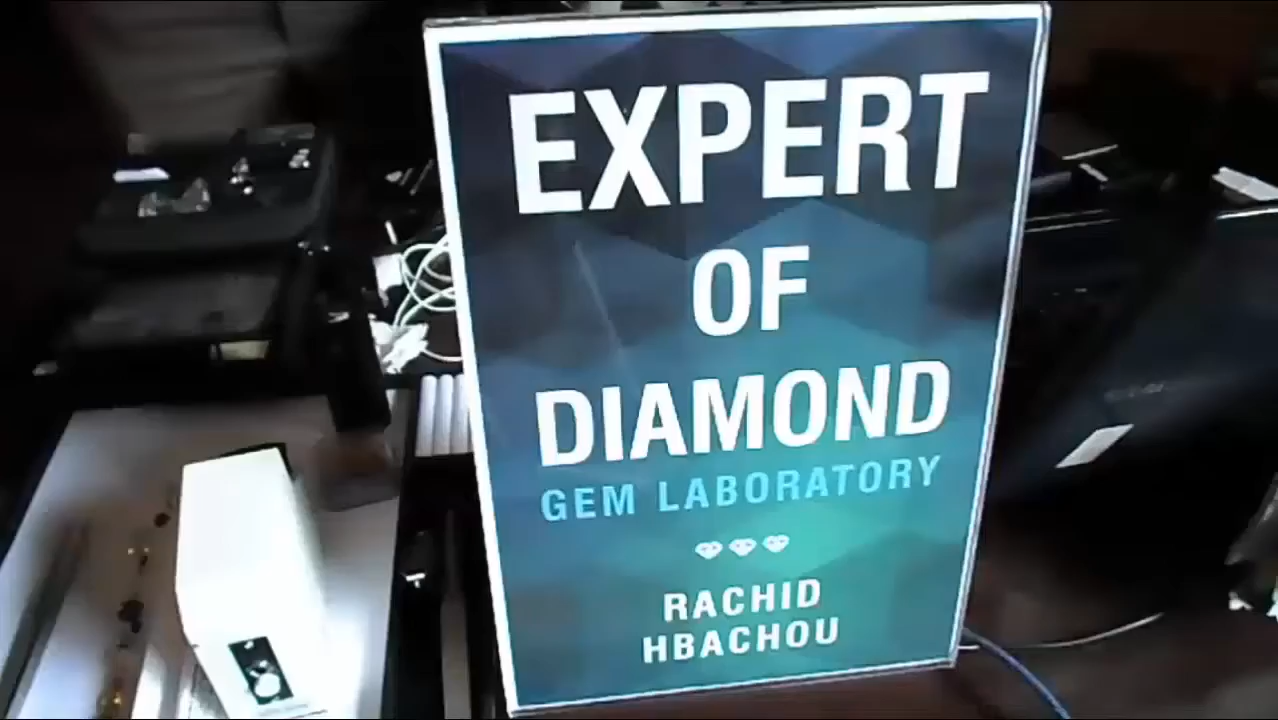 EXPERT
OF
DIAMOND
GEM LABORATORY
RACHID
HBACHOU